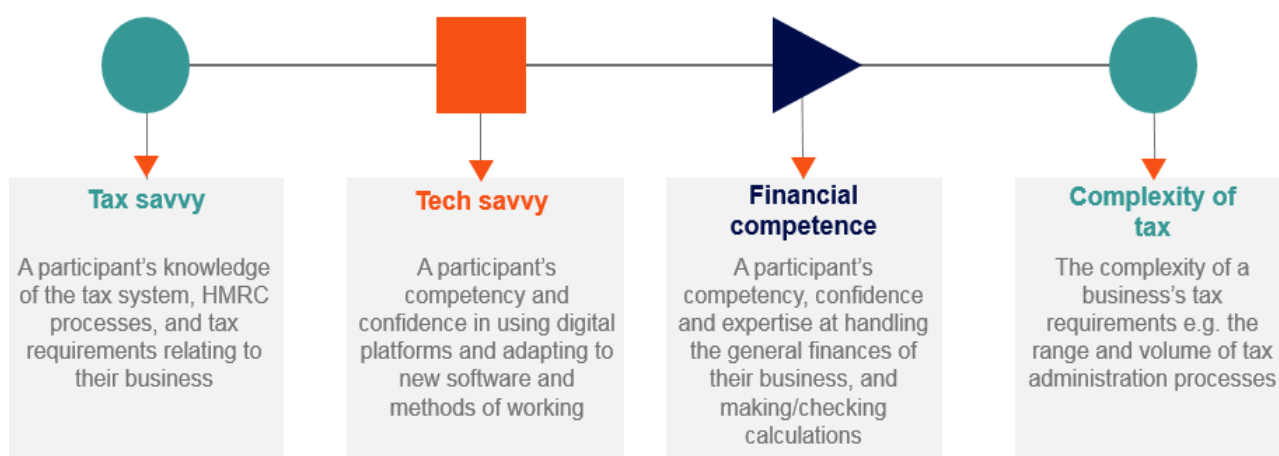 Tax savvy
A participant’s knowledge
of the tax system, HMRC
processes, and tax
requirements relating to
their business
Tech savvy
A participant’s
competency and
confidence in using digital
platforms and adapting to
new software and
methods of working
Financial
competence
A participant’s
competency, confidence
and expertise at handling
the general finances of
their business, and
making/checking
calculations
Complexity of
tax
The complexity of a
business’s tax
requirements e.g. the
range and volume of tax
administration processes